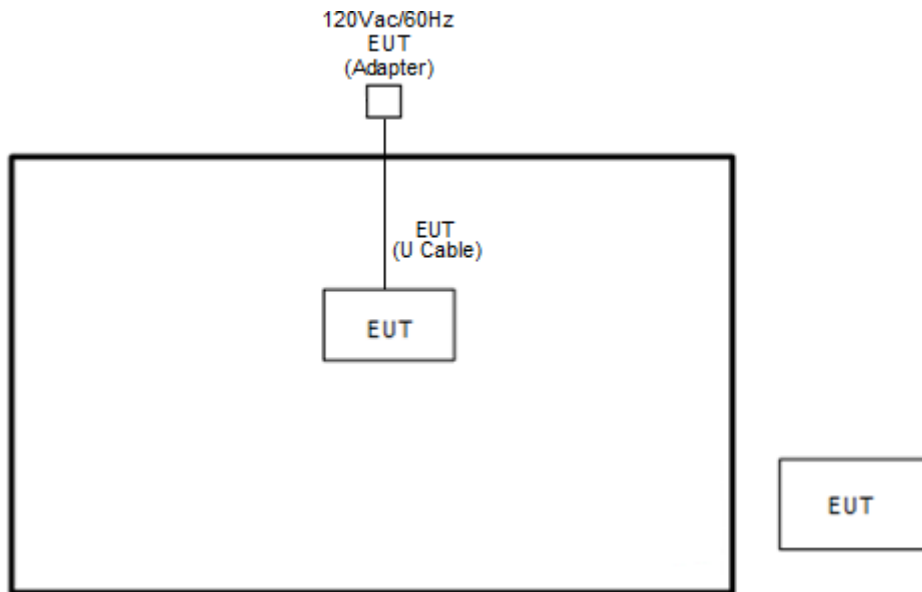 120Vac/60Hz
EUT
(Adapter)
EUT
(U Cable)
EUT
EUT